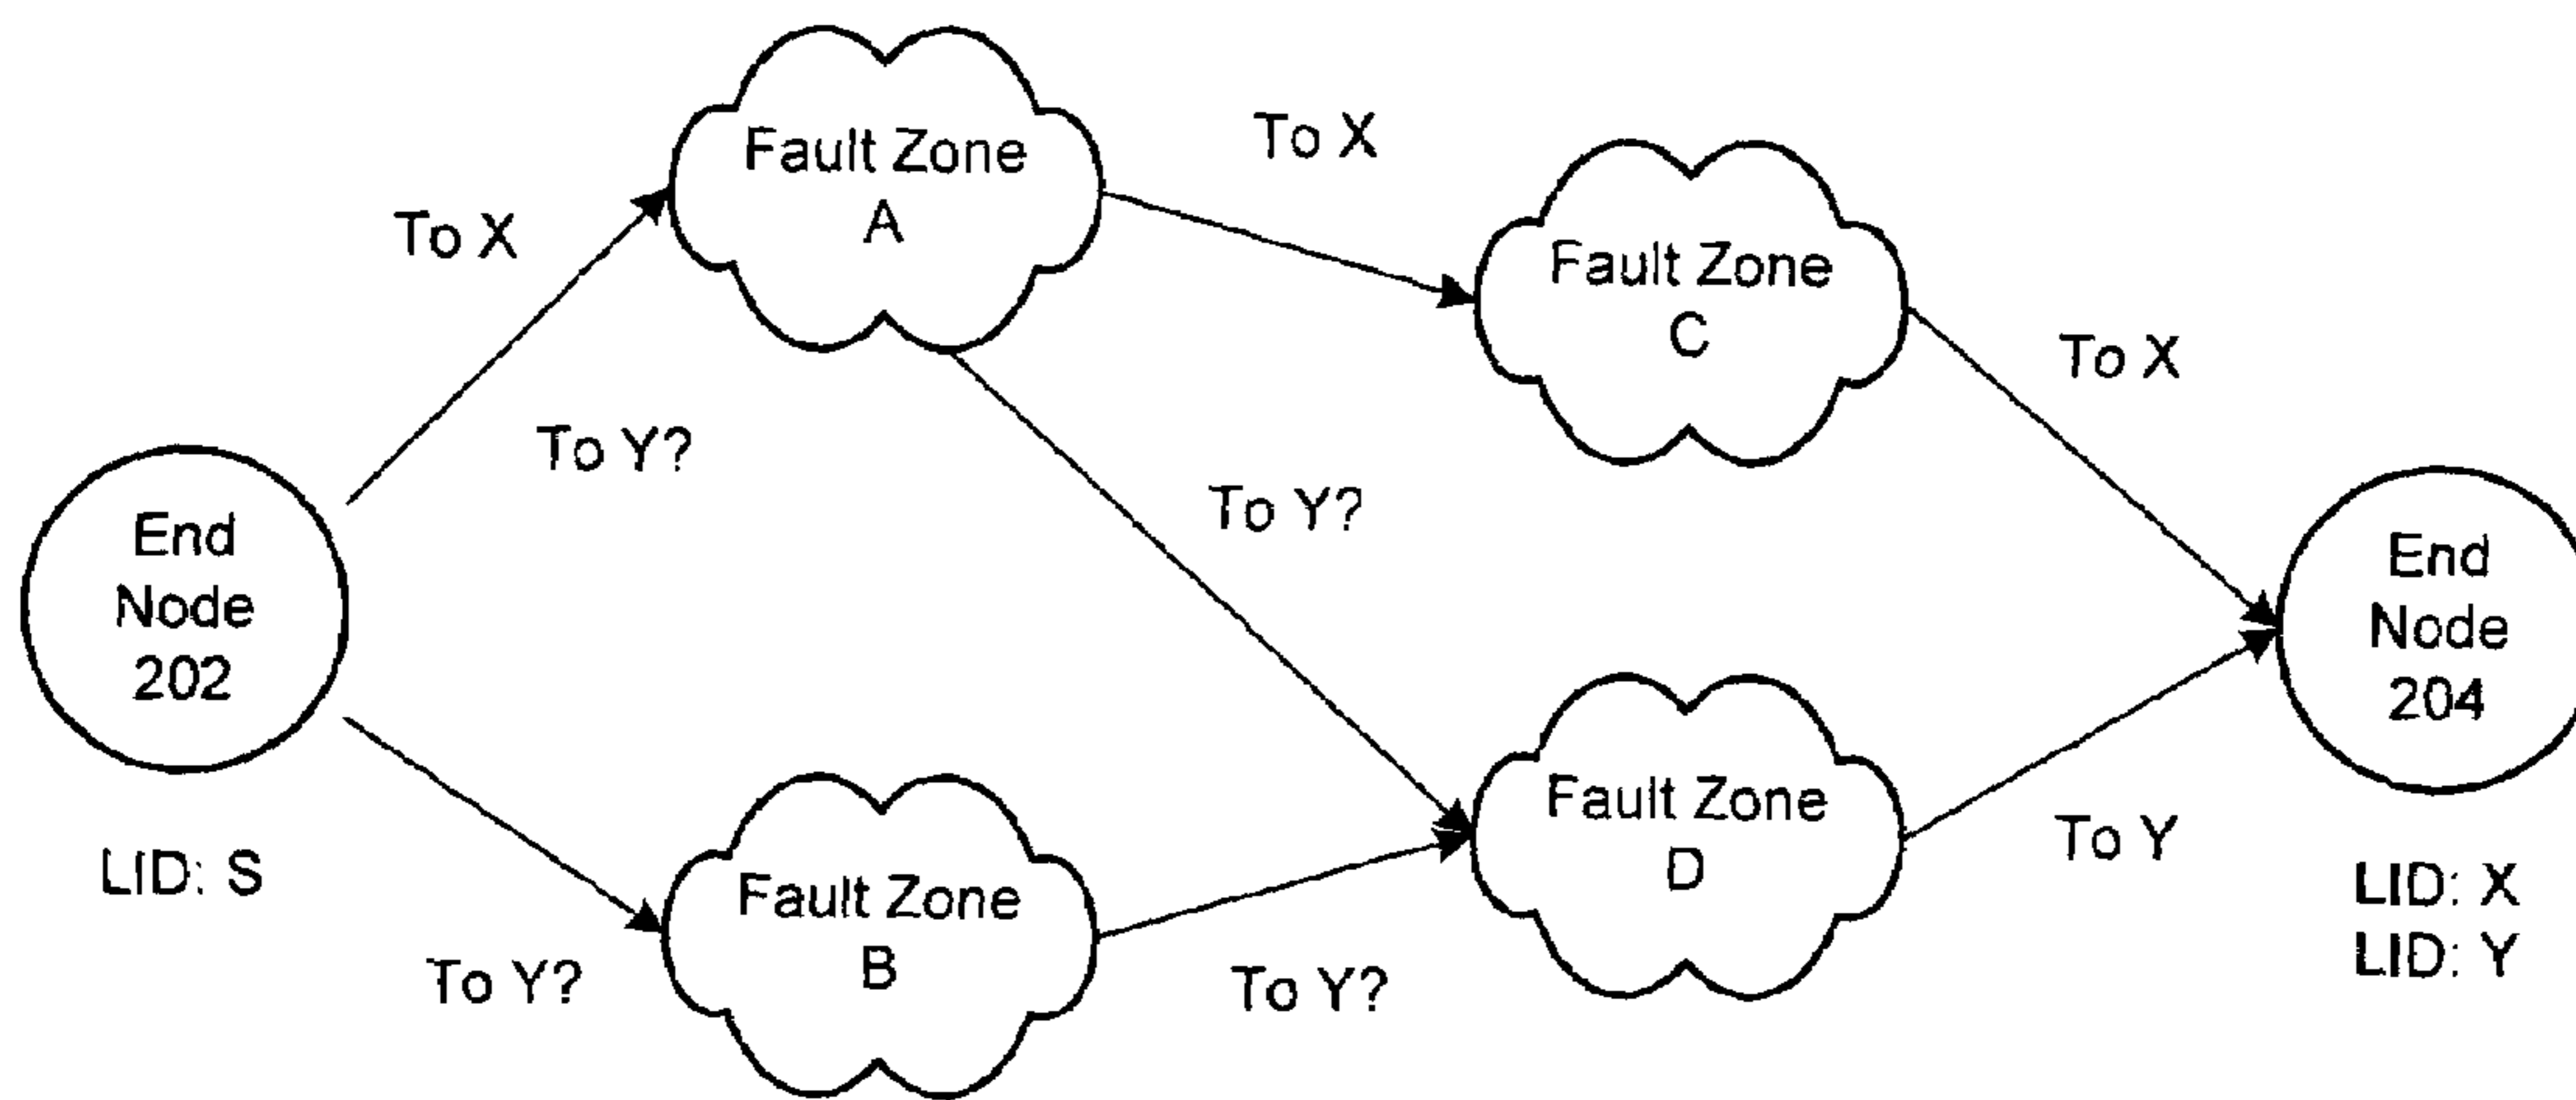 Fault Zone
A
To X
To X
Fault Zone
C
To X
To Y?
To Y?
End
Node
202
LID: S
End
Node
204
LID: X
LID: Y
Fault Zone
D
To Y
Fault Zone
B
To Y?
To Y?